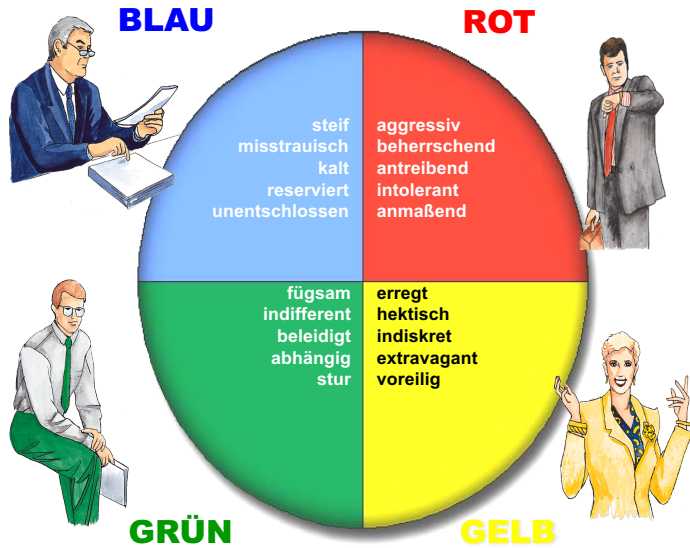 BLAU
ROT
steif
misstrauisch
kalt
reserviert
unentschlossen
aggressiv
beherrschend
antreibend
intolerant
anmaßend
fügsam
indifferent
beleidigt
abhängig
stur
erregt
hektisch
indiskret
extravagant
voreilig
GRÜN
GELB